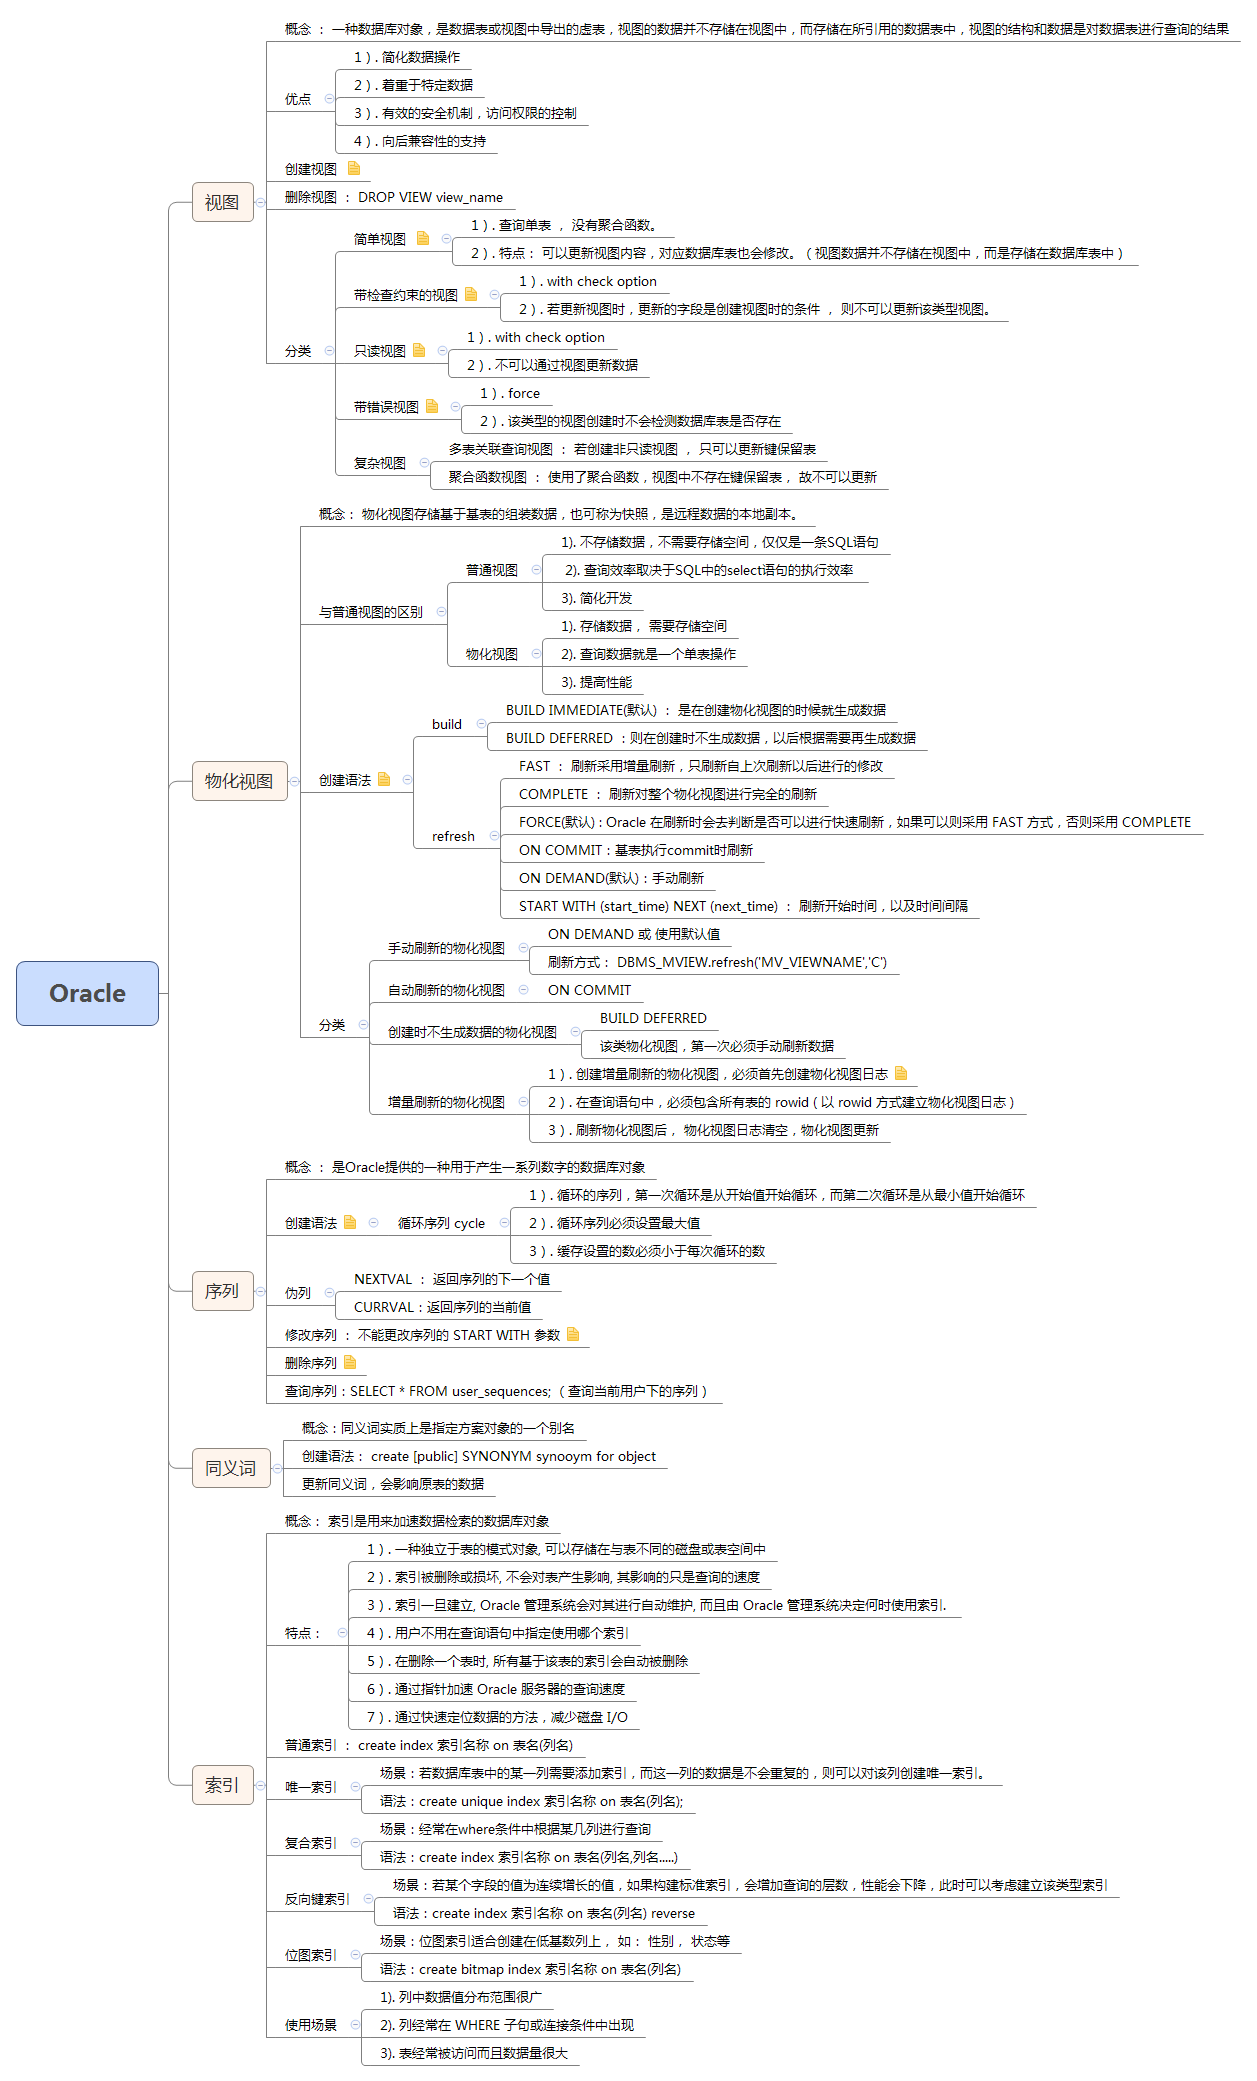 Oracle
视图
概念 ： 一种数据库对象，是数据表或视图中导出的虚表，视图的数据并不存储在视图中，而存储在所引用的数据表中，视图的结构和数据是对数据表进行查询的结果
优点
1）. 简化数据操作
2）. 着重于特定数据
3）. 有效的安全机制，访问权限的控制
4）. 向后兼容性的支持
创建视图
删除视图 ： DROP VIEW view_name
分类
简单视图
1）. 查询单表 ， 没有聚合函数。
2）. 特点： 可以更新视图内容，对应数据库表也会修改。（视图数据并不存储在视图中，而是存储在数据库表中）
带检查约束的视图
1）. with check option
2）. 若更新视图时，更新的字段是创建视图时的条件 ， 则不可以更新该类型视图。
只读视图
1）. with check option
2）. 不可以通过视图更新数据
带错误视图
1）. force
2）. 该类型的视图创建时不会检测数据库表是否存在
复杂视图
多表关联查询视图 ： 若创建非只读视图 ， 只可以更新键保留表
聚合函数视图 ： 使用了聚合函数，视图中不存在键保留表， 故不可以更新
物化视图
概念： 物化视图存储基于基表的组装数据，也可称为快照，是远程数据的本地副本。
与普通视图的区别
普通视图
1). 不存储数据，不需要存储空间，仅仅是一条SQL语句
2). 查询效率取决于SQL中的select语句的执行效率
3). 简化开发
物化视图
1). 存储数据， 需要存储空间
2). 查询数据就是一个单表操作
3). 提高性能
创建语法
build
BUILD IMMEDIATE(默认) ： 是在创建物化视图的时候就生成数据
BUILD DEFERRED ：则在创建时不生成数据，以后根据需要再生成数据
refresh
FAST ： 刷新采用增量刷新，只刷新自上次刷新以后进行的修改
COMPLETE ： 刷新对整个物化视图进行完全的刷新
FORCE(默认) : Oracle 在刷新时会去判断是否可以进行快速刷新，如果可以则采用 FAST 方式，否则采用 COMPLETE
ON COMMIT：基表执行commit时刷新
ON DEMAND(默认)：手动刷新
START WITH (start_time) NEXT (next_time) ： 刷新开始时间，以及时间间隔
分类
手动刷新的物化视图
ON DEMAND 或 使用默认值
刷新方式： DBMS_MVIEW.refresh('MV_VIEWNAME','C')
自动刷新的物化视图
ON COMMIT
创建时不生成数据的物化视图
BUILD DEFERRED
该类物化视图，第一次必须手动刷新数据
增量刷新的物化视图
1）. 创建增量刷新的物化视图，必须首先创建物化视图日志
2）. 在查询语句中，必须包含所有表的 rowid ( 以 rowid 方式建立物化视图日志 )
3）. 刷新物化视图后， 物化视图日志清空，物化视图更新
序列
概念 ： 是Oracle提供的一种用于产生一系列数字的数据库对象
创建语法
循环序列 cycle
1）. 循环的序列，第一次循环是从开始值开始循环，而第二次循环是从最小值开始循环
2）. 循环序列必须设置最大值
3）. 缓存设置的数必须小于每次循环的数
伪列
NEXTVAL ： 返回序列的下一个值
CURRVAL：返回序列的当前值
修改序列 ： 不能更改序列的 START WITH 参数
删除序列
查询序列：SELECT * FROM user_sequences; （查询当前用户下的序列）
同义词
概念：同义词实质上是指定方案对象的一个别名
创建语法： create [public] SYNONYM synooym for object
更新同义词，会影响原表的数据
索引
概念： 索引是用来加速数据检索的数据库对象
特点：
1）. 一种独立于表的模式对象, 可以存储在与表不同的磁盘或表空间中
2）. 索引被删除或损坏, 不会对表产生影响, 其影响的只是查询的速度
3）. 索引一旦建立, Oracle 管理系统会对其进行自动维护, 而且由 Oracle 管理系统决定何时使用索引.
4）. 用户不用在查询语句中指定使用哪个索引
5）. 在删除一个表时, 所有基于该表的索引会自动被删除
6）. 通过指针加速 Oracle 服务器的查询速度
7）. 通过快速定位数据的方法，减少磁盘 I/O
普通索引 ： create index 索引名称 on 表名(列名)
唯一索引
场景：若数据库表中的某一列需要添加索引，而这一列的数据是不会重复的，则可以对该列创建唯一索引。
语法：create unique index 索引名称 on 表名(列名);
复合索引
场景：经常在where条件中根据某几列进行查询
语法：create index 索引名称 on 表名(列名,列名.....)
反向键索引
场景：若某个字段的值为连续增长的值，如果构建标准索引，会增加查询的层数，性能会下降，此时可以考虑建立该类型索引
语法：create index 索引名称 on 表名(列名) reverse
位图索引
场景：位图索引适合创建在低基数列上， 如： 性别， 状态等
语法：create bitmap index 索引名称 on 表名(列名)
使用场景
1). 列中数据值分布范围很广
2). 列经常在 WHERE 子句或连接条件中出现
3). 表经常被访问而且数据量很大